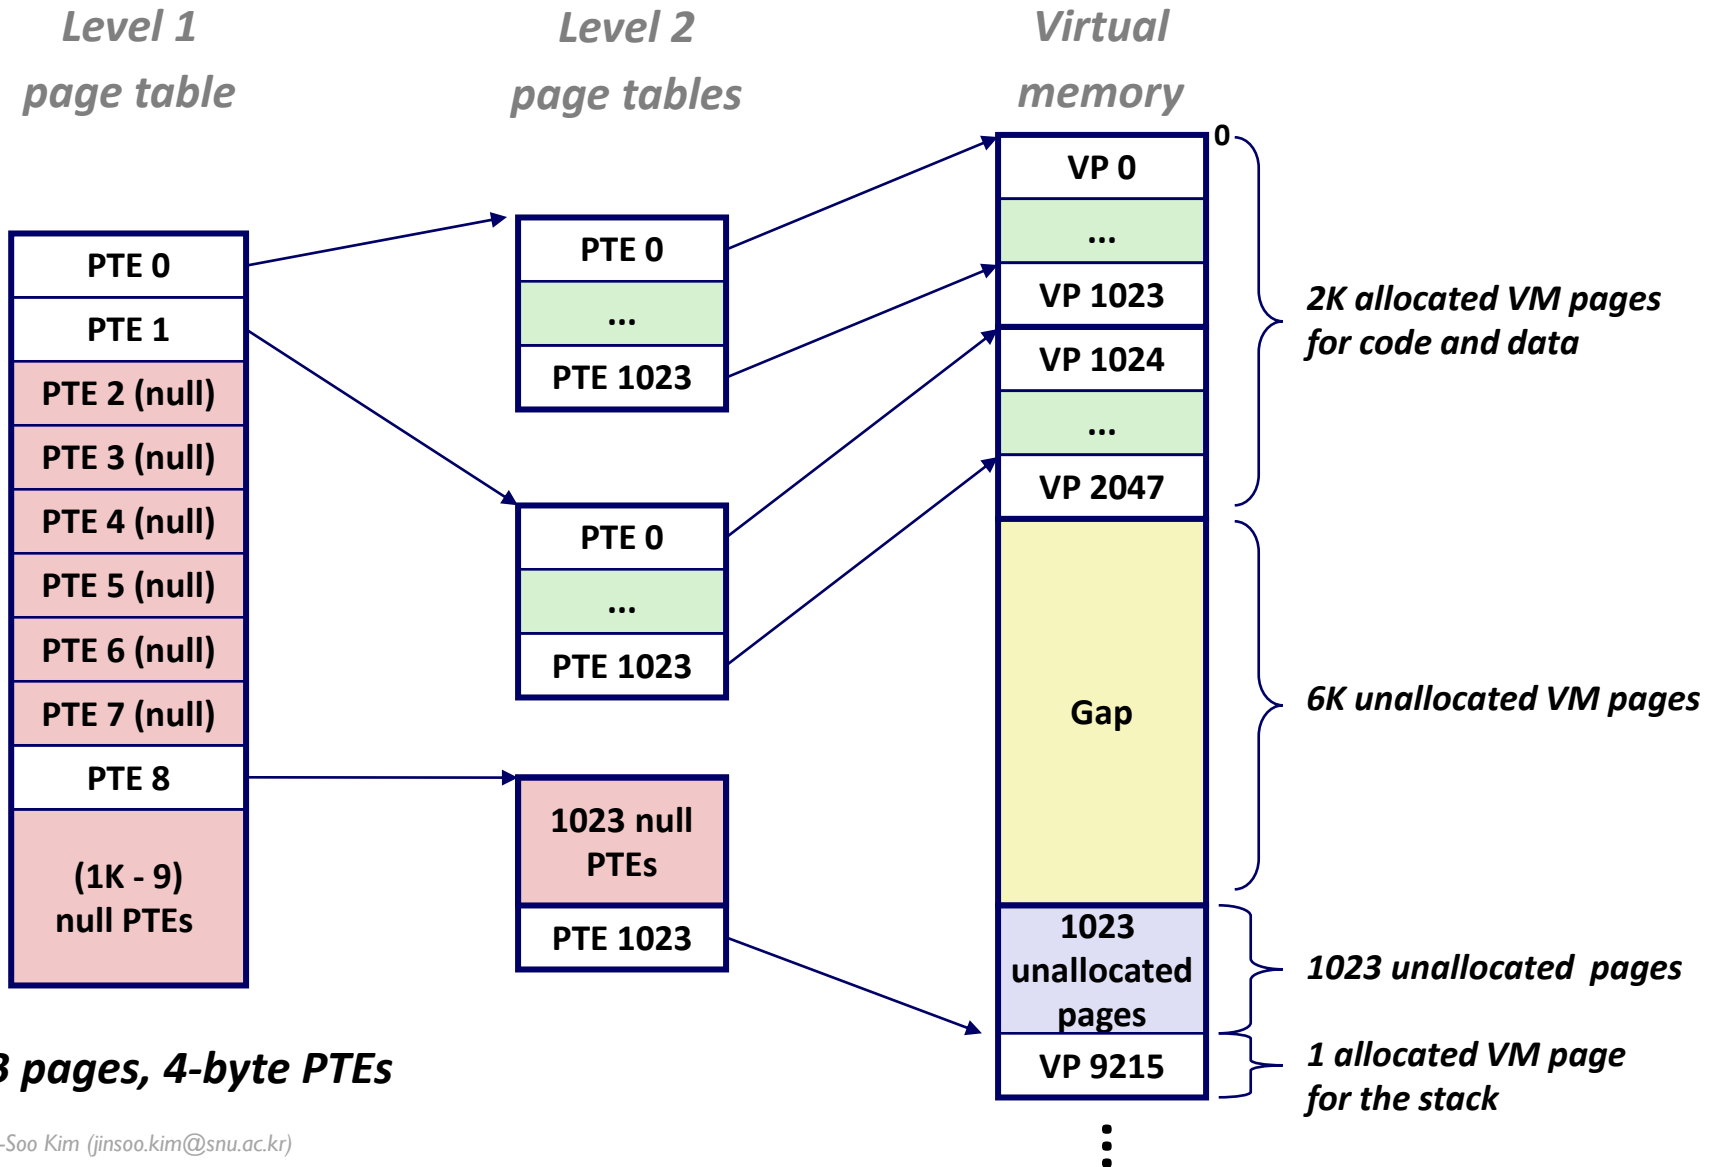 Level 1
page table
Level 2
page tables
Virtual
memory
PTE 0
PTE 1
PTE 2 (null)
PTE 3 (null)
PTE 4 (null)
PTE 5 (null)
PTE 6 (null)
PTE 7 (null)
PTE 8
(1K - 9)
null PTEs
PTE 0
...
PTE 1023
PTE 0
...
PTE 1023
1023 null
PTEs
PTE 1023
0
VP 0
...
VP 1023
VP 1024
...
VP 2047
Gap
1023
unallocated
pages
VP 9215
2K allocated VM pages
for code and data
6K unallocated VM pages
1023 unallocated pages
1 allocated VM page
for the stack
pages, 4-byte PTEs
-Soo Kim (jinsoo.kim@snu.ac.kr)